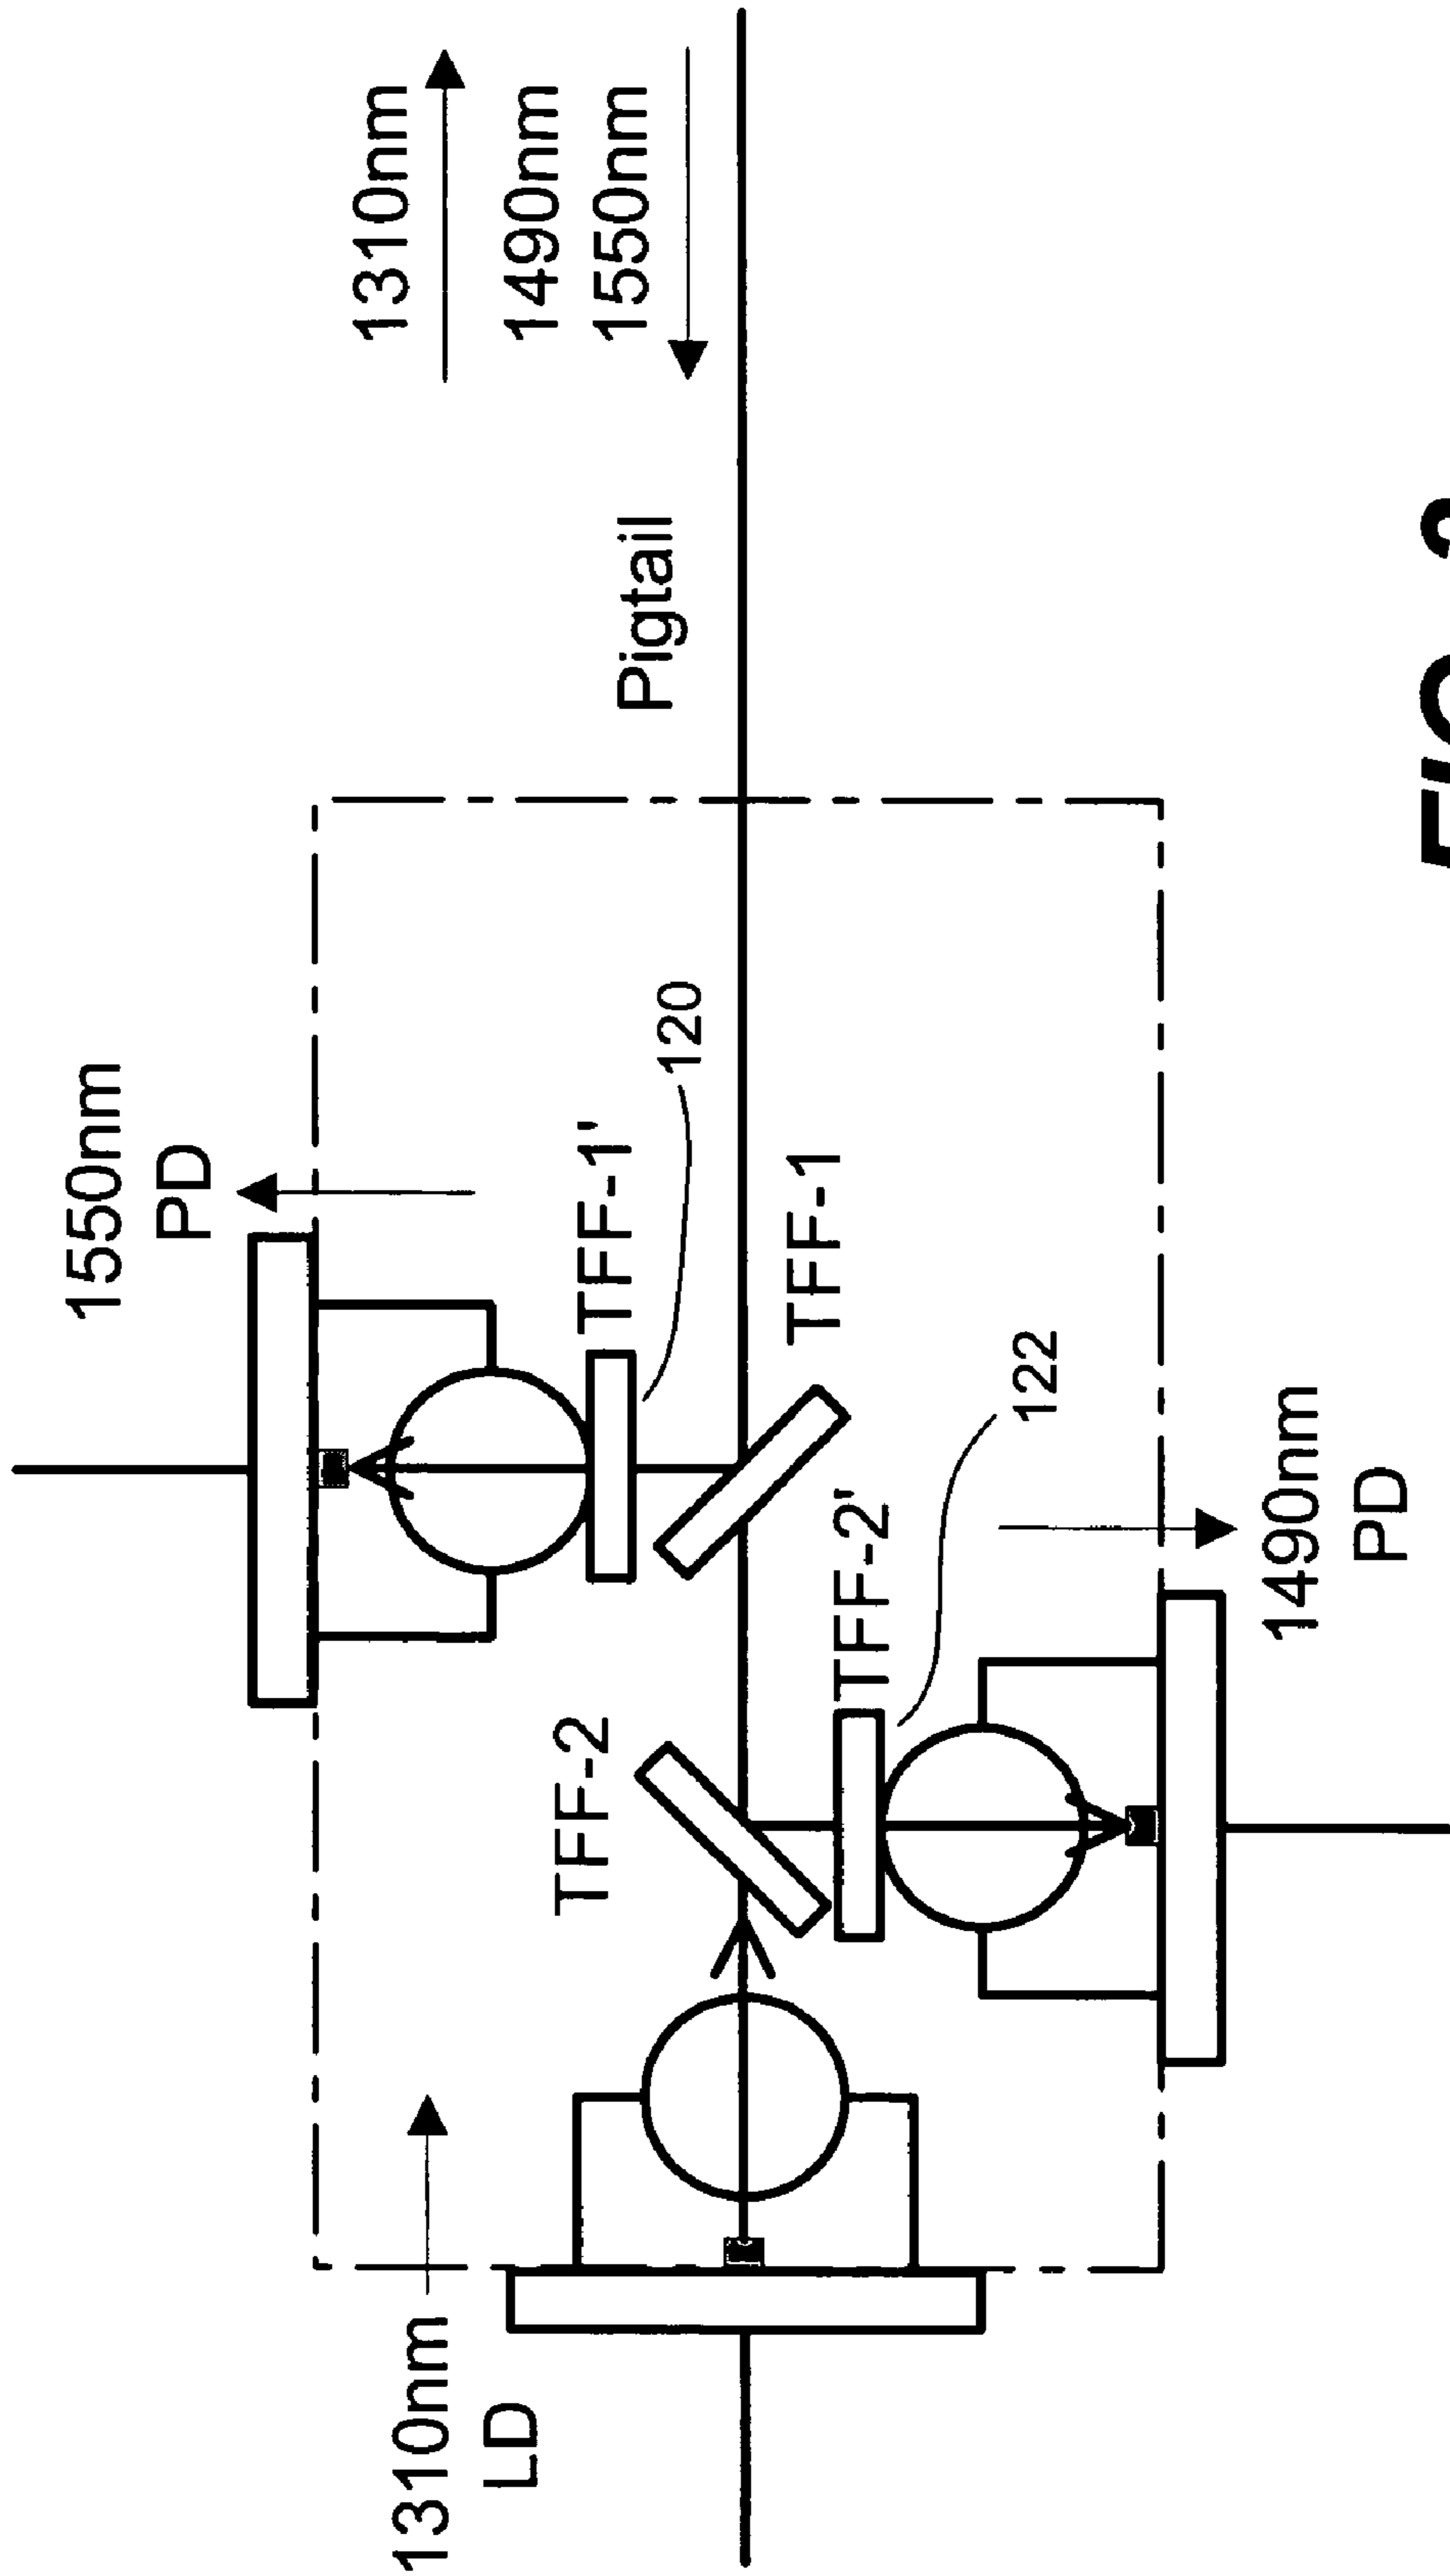 1550nm
PD
1310nm
1490nm
1550nm
Pigtail
1310nm
LD
TFF-1'
120
TFF-2
TFF-1
TFF-2'
122
1490nm
PD